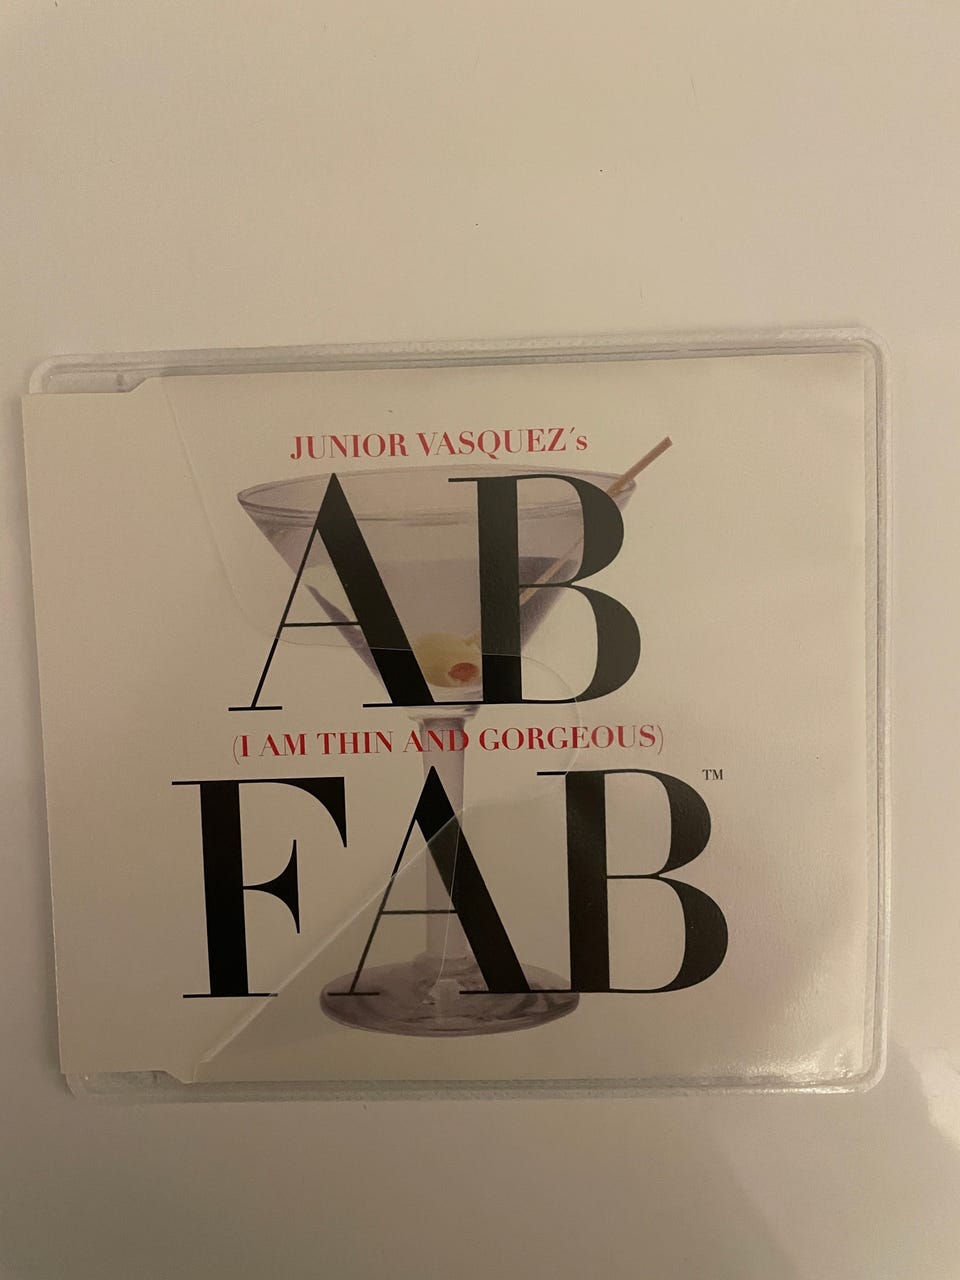 JUNIOR VASQUEZ´s
AB
(I AM THIN AND GORGEOUS)
FAB™